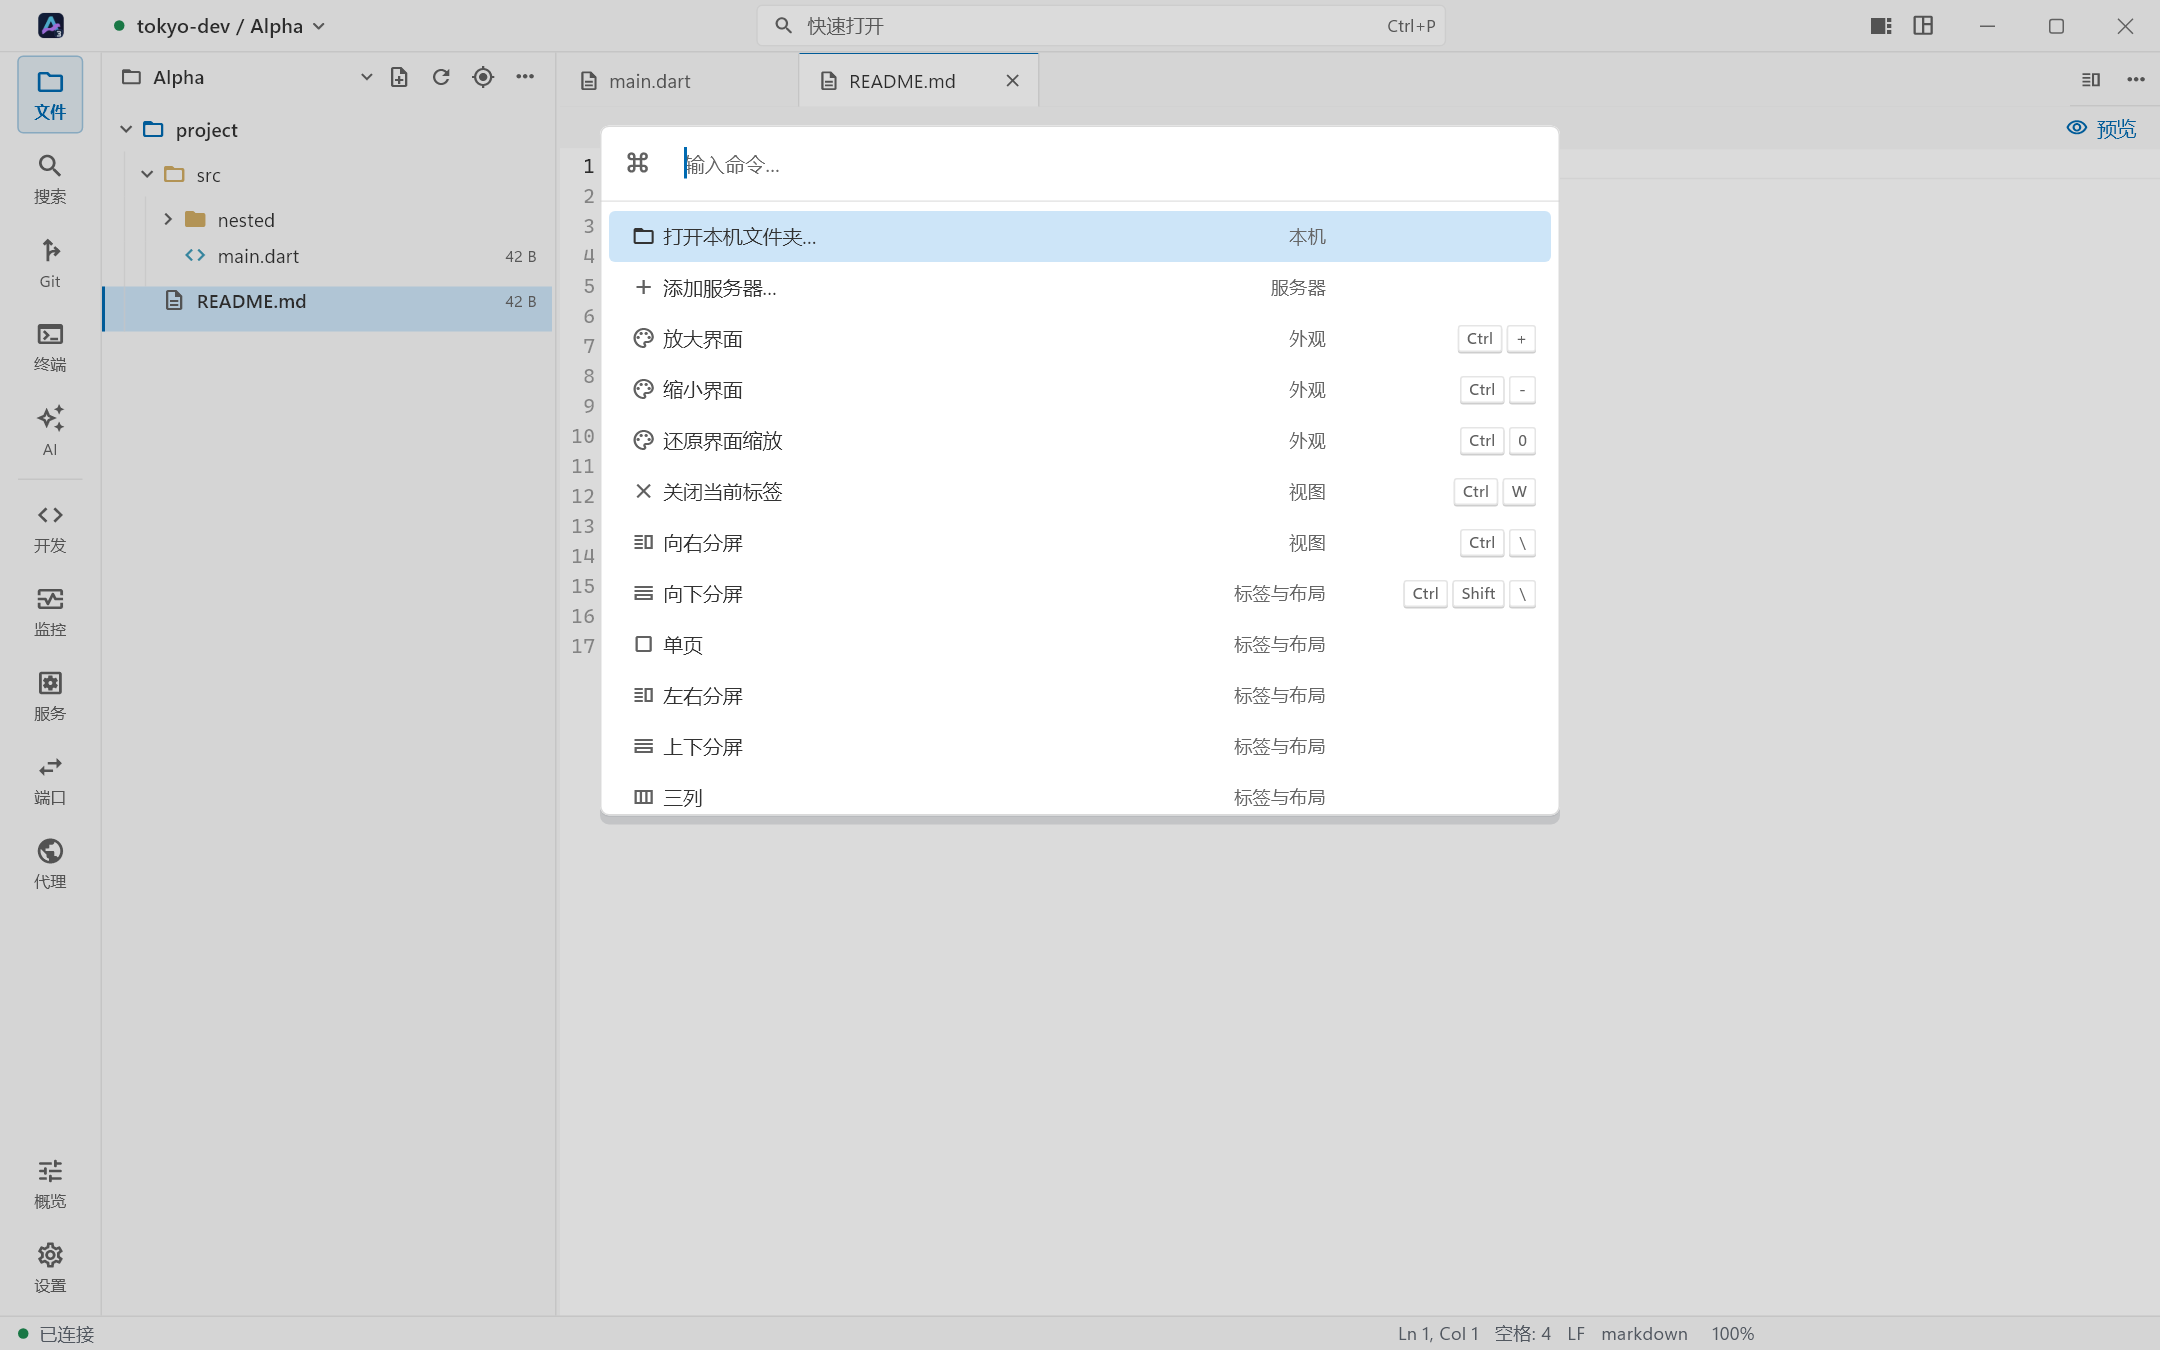 tokyo-dev / Alpha
快速打开
Ctrl+P
文件
搜索
Git
终端
AI
开发
监控
服务
端口
代理
概览
设置
Alpha
project
src
nested
main.dart 42 B
README.md 42 B
main.dart
README.md
预览
1
2
3
4
5
6
7
8
9
10
11
12
13
14
15
16
17
输入命令...
打开本机文件夹... 本机
添加服务器... 服务器
放大界面 外观 Ctrl +
缩小界面 外观 Ctrl -
还原界面缩放 外观 Ctrl 0
关闭当前标签 视图 Ctrl W
向右分屏 视图 Ctrl \
向下分屏 标签与布局 Ctrl Shift \
单页 标签与布局
左右分屏 标签与布局
上下分屏 标签与布局
三列 标签与布局
已连接
Ln 1, Col 1 空格: 4 LF markdown 100%